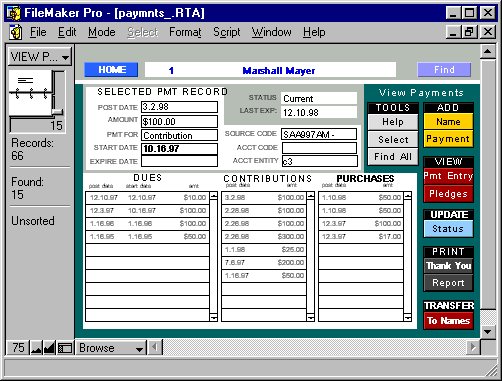 FileMaker Pro - [paymnts_.RTA]
File Edit Mode Select Format Script Window Help
VIEW P...
15
Records:
66
Found:
15
Unsorted
HOME 1 Marshall Mayer Find
SELECTED PMT RECORD
POST DATE 3.2.98
AMOUNT $100.00
PMT FOR Contribution
START DATE 10.16.97
EXPIRE DATE
STATUS Current
LAST EXP: 12.10.98
SOURCE CODE SAA997AM -
ACCT CODE
ACCT ENTITY c3
View Payments
TOOLS ADD
Help Name
Select Payment
Find All
VIEW
Pmt Entry
Pledges
UPDATE
Status
PRINT
Thank You
Report
TRANSFER
To Names
DUES
post date start date amt
12.10.97 12.10.97 $100.00
12.3.97 10.16.97 $100.00
1.16.96 10.16.96 $100.00
1.16.95 1.16.95 $50.00
CONTRIBUTIONS
post date amt
3.2.98 $100.00
2.26.98 $100.00
2.26.98 $100.00
2.26.98 $300.00
1.1.98 $25.00
7.6.97 $200.00
1.16.97 $50.00
PURCHASES
post date amt
1.10.98 $50.00
1.10.98 $50.00
12.3.97 $100.00
12.3.97 $17.00
75 Browse